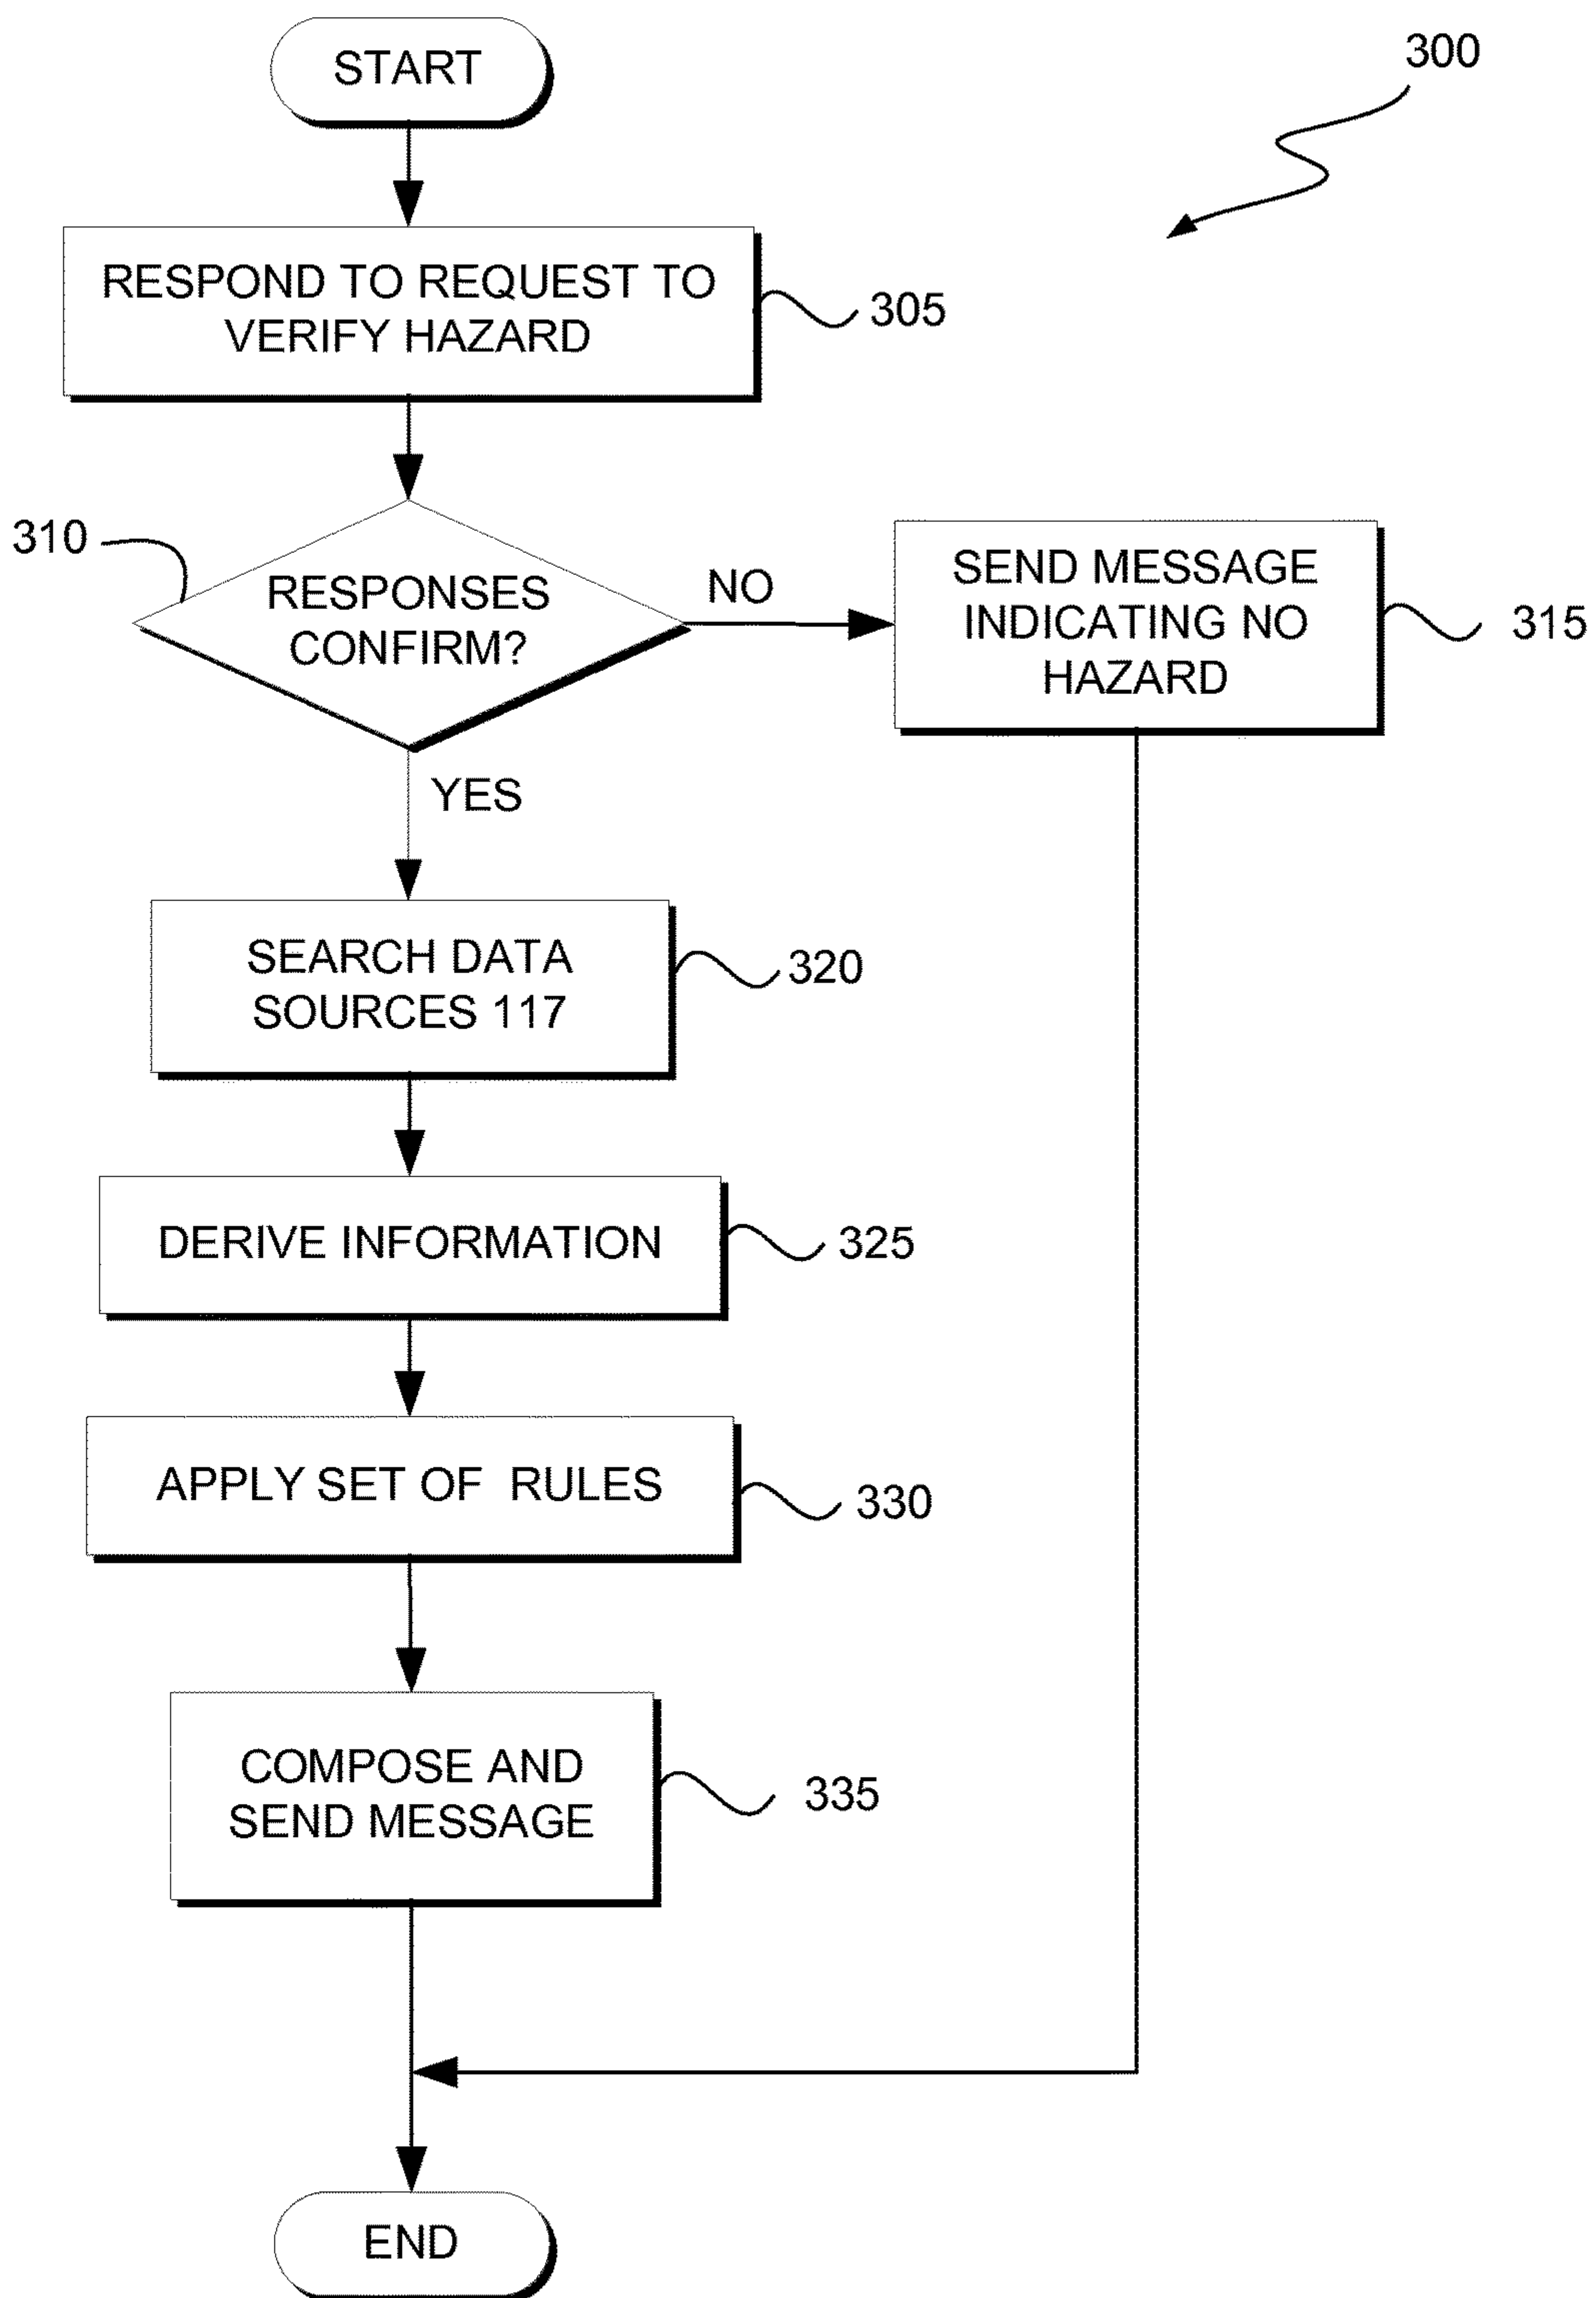 START
300
RESPOND TO REQUEST TO
VERIFY HAZARD
305
310
RESPONSES
CONFIRM?
NO
SEND MESSAGE
INDICATING NO
HAZARD
315
YES
SEARCH DATA
SOURCES 117
320
DERIVE INFORMATION
325
APPLY SET OF RULES
330
COMPOSE AND
SEND MESSAGE
335
END